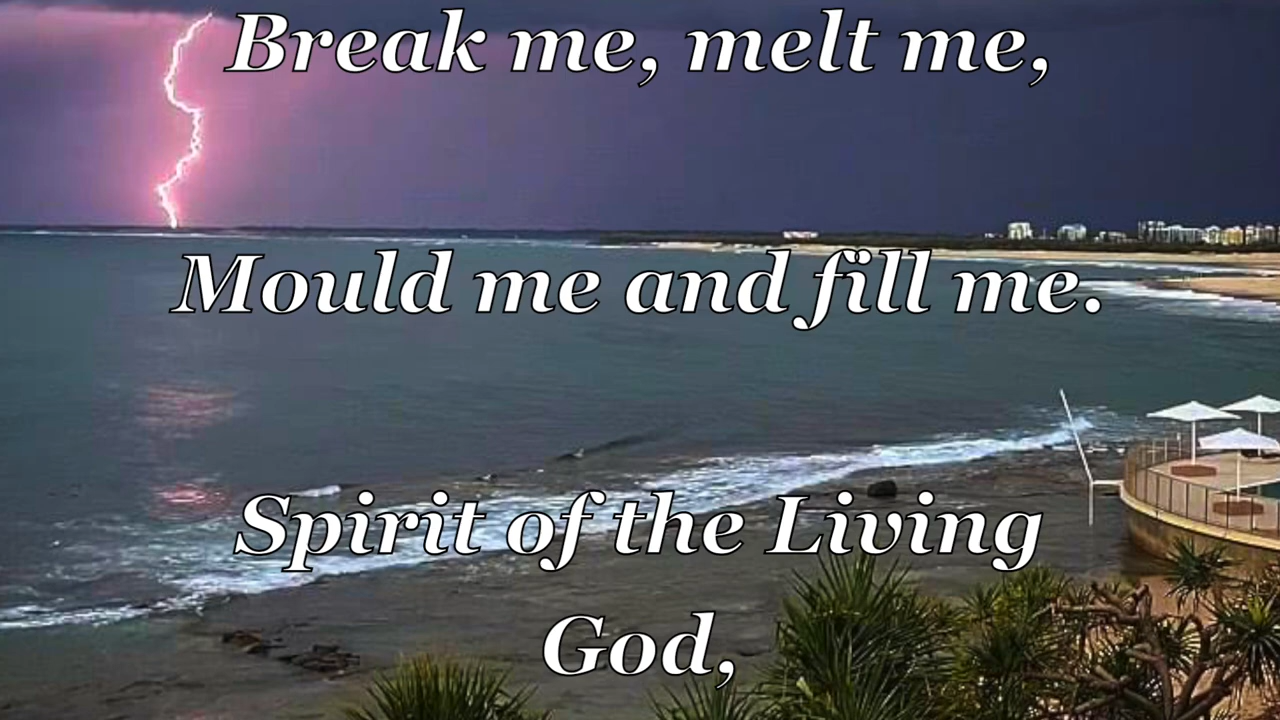 Break me, melt me,
Mould me and fill me.
Spirit of the Living
God,